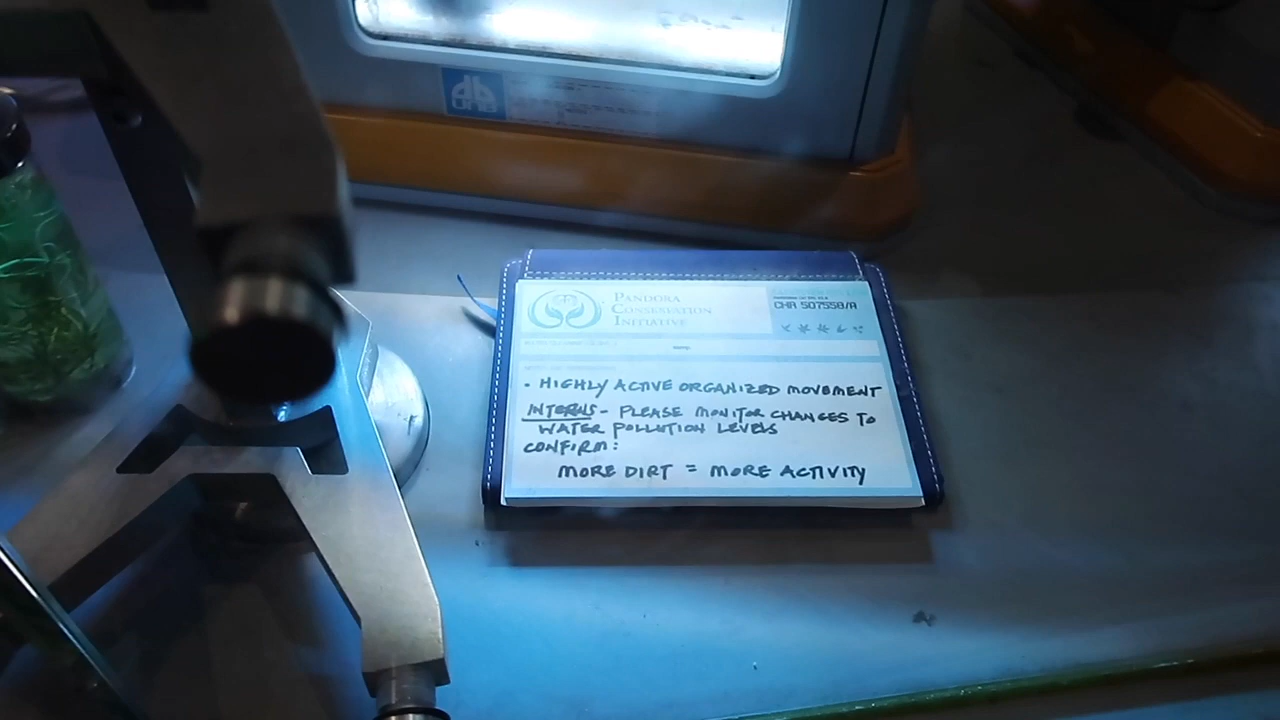 PANDORA
CONSERVATION
INITIATIVE
CHA 507558/A
• HIGHLY ACTIVE ORGANIZED MOVEMENT
INTERNS - PLEASE MONITOR CHANGES TO
WATER POLLUTION LEVELS
CONFIRM:
MORE DIRT = MORE ACTIVITY